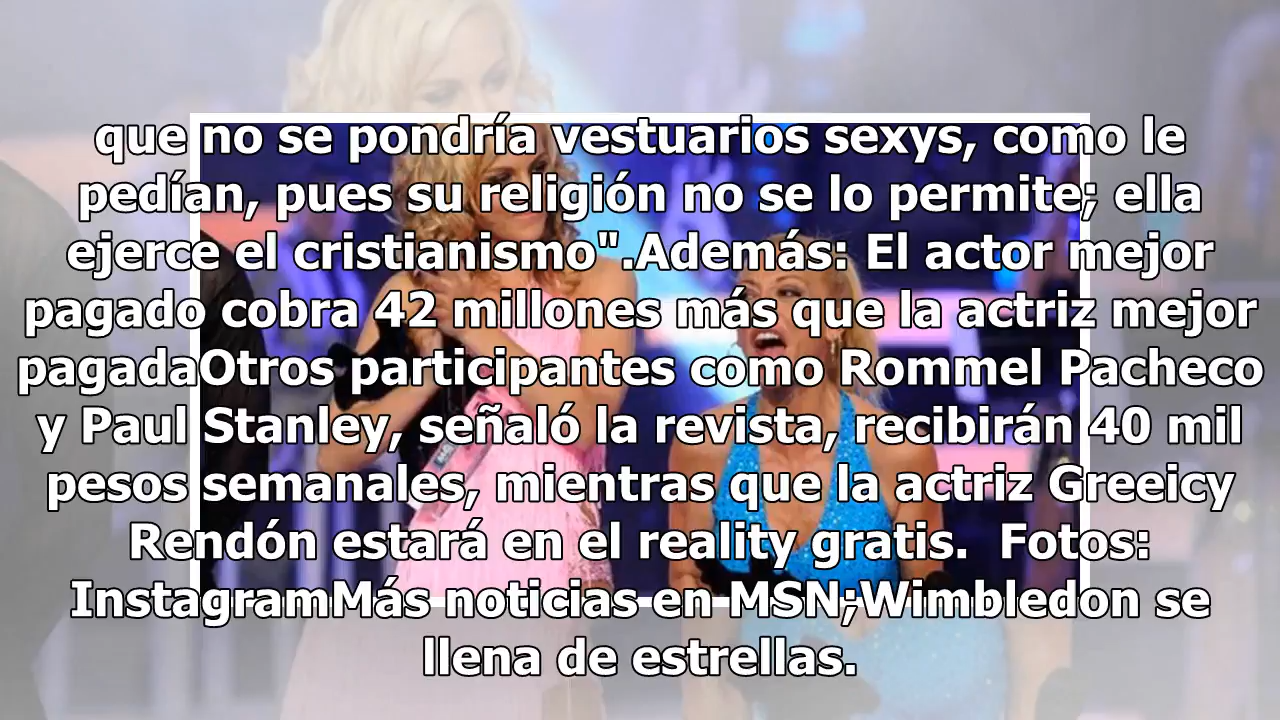 que no se pondría vestuarios sexys, como le
pedían, pues su religión no se lo permite; ella
ejerce el cristianismo".Además: El actor mejor
pagado cobra 42 millones más que la actriz mejor
pagadaOtros participantes como Rommel Pacheco
y Paul Stanley, señaló la revista, recibirán 40 mil
pesos semanales, mientras que la actriz Greeicy
Rendón estará en el reality gratis.  Fotos:
InstagramMás noticias en MSN;Wimbledon se
llena de estrellas.